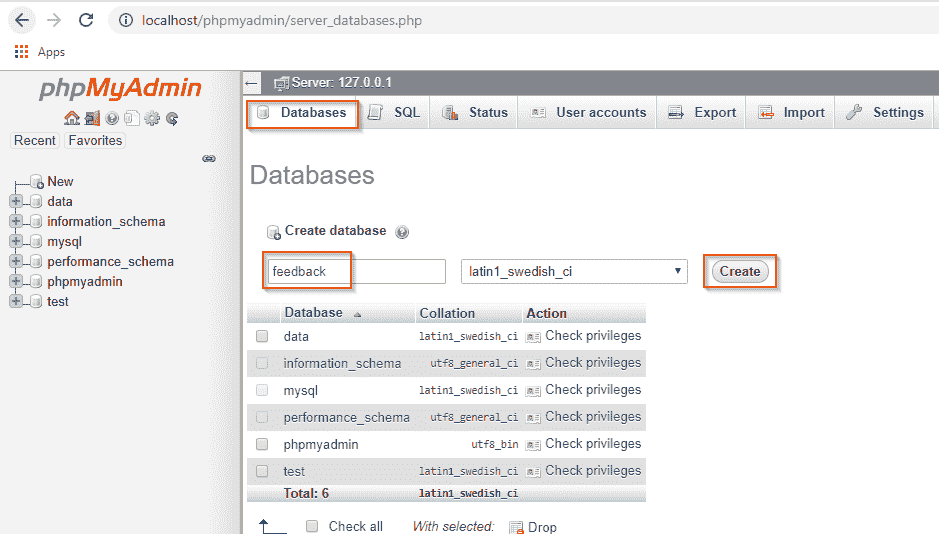 localhost/phpmyadmin/server_databases.php
Apps
phpMyAdmin
Server: 127.0.0.1
Databases SQL Status User accounts Export Import Settings
Recent Favorites
New
data
information_schema
mysql
performance_schema
phpmyadmin
test
Databases
Create database
feedback latin1_swedish_ci Create
Database Collation Action
data latin1_swedish_ci Check privileges
information_schema utf8_general_ci Check privileges
mysql latin1_swedish_ci Check privileges
performance_schema utf8_general_ci Check privileges
phpmyadmin utf8_bin Check privileges
test latin1_swedish_ci Check privileges
Total: 6 latin1_swedish_ci
Check all With selected: Drop